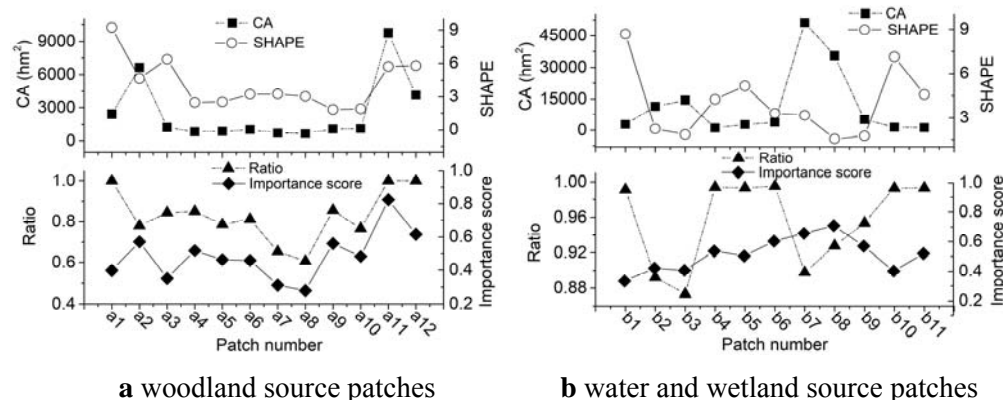 CA
SHAPE
9000
6000
3000
0
CA (hm²)
9
6
3
0
SHAPE
Ratio
Importance score
1.0
0.8
0.6
0.4
Ratio
1.0
0.8
0.6
0.4
0.2
Importance score
a1 a2 a3 a4 a5 a6 a7 a8 a9 a10 a11 a12
Patch number
a woodland source patches
CA
SHAPE
45000
30000
15000
0
CA (hm²)
9
6
3
SHAPE
Ratio
Importance score
1.00
0.96
0.92
0.88
Ratio
1.0
0.8
0.6
0.4
0.2
Importance score
b1 b2 b3 b4 b5 b6 b7 b8 b9 b10 b11
Patch number
b water and wetland source patches